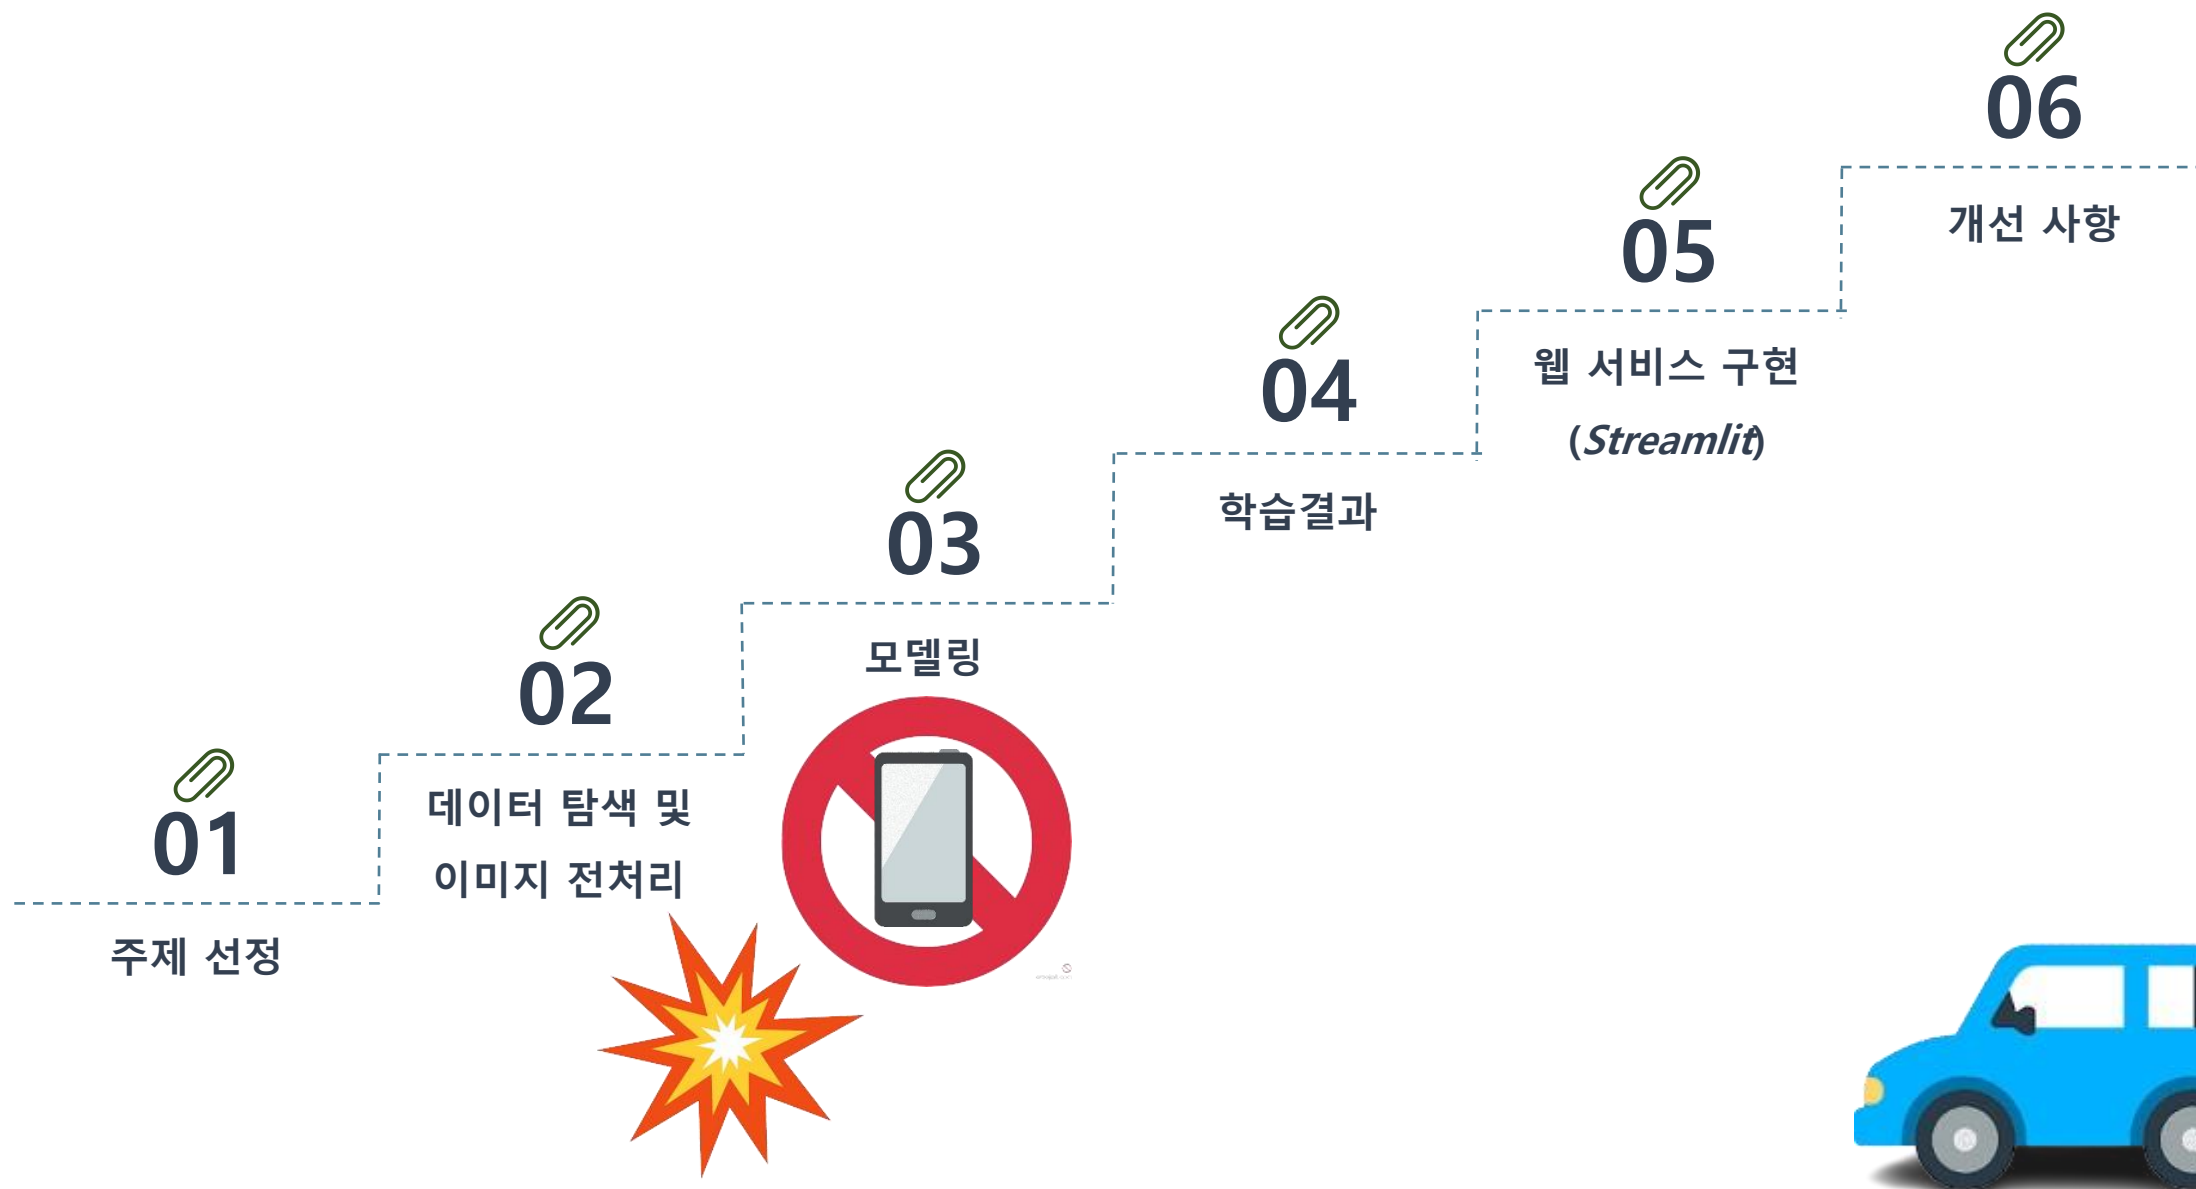 01
주제 선정
02
데이터 탐색 및
이미지 전처리
03
모델링
04
학습결과
05
웹 서비스 구현
(Streamlit)
06
개선 사항